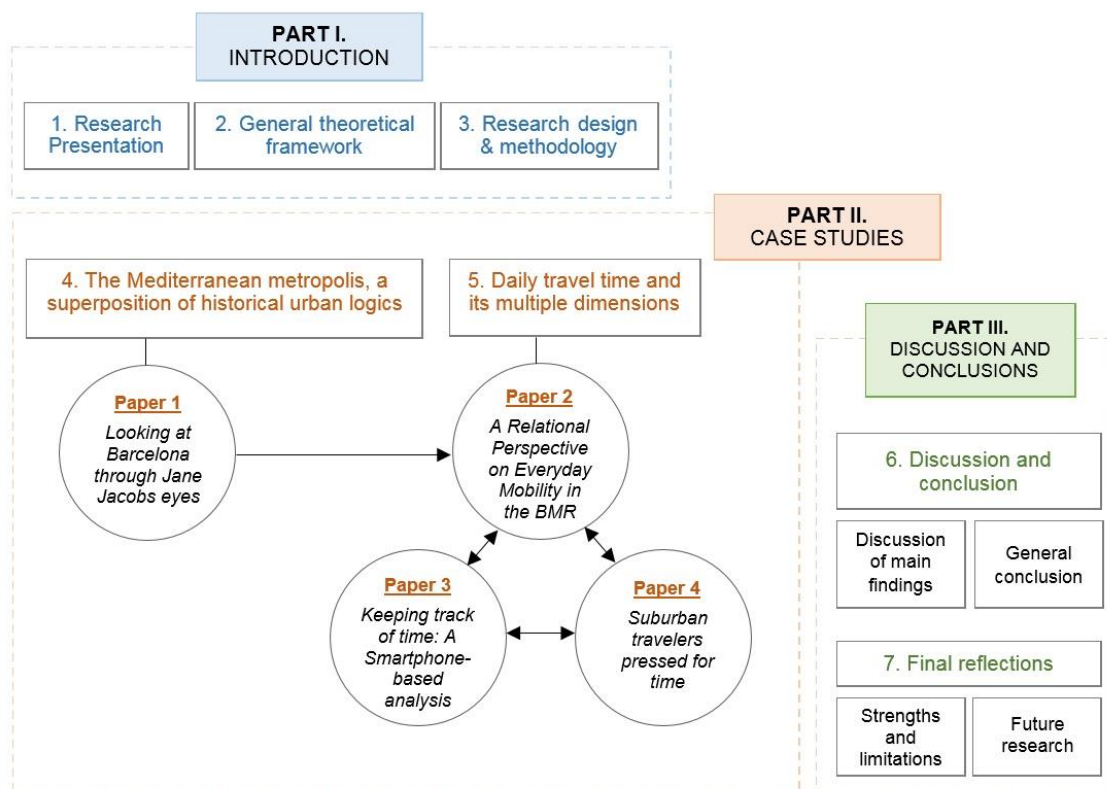 PART I.
INTRODUCTION
1. Research
Presentation
2. General theoretical
framework
3. Research design
& methodology
PART II.
CASE STUDIES
4. The Mediterranean metropolis, a
superposition of historical urban logics
5. Daily travel time and
its multiple dimensions
Paper 1
Looking at
Barcelona
through Jane
Jacobs eyes
Paper 2
A Relational
Perspective
on Everyday
Mobility in
the BMR
Paper 3
Keeping track
of time: A
Smartphone-
based
analysis
Paper 4
Suburban
travelers
pressed for
time
PART III.
DISCUSSION AND
CONCLUSIONS
6. Discussion and
conclusion
Discussion
of main
findings
General
conclusion
7. Final reflections
Strengths
and
limitations
Future
research